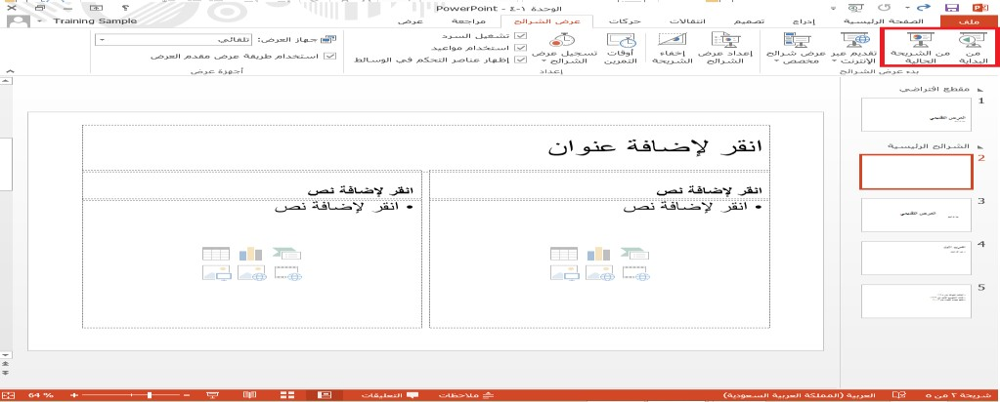 الوحدة ١-٤ - PowerPoint
Training Sample
ملف
الصفحة الرئيسية
إدراج
تصميم
انتقالات
حركات
عرض الشرائح
مراجعة
عرض
من البداية
من الشريحة الحالية
تقديم عبر الإنترنت
عرض شرائح مخصص
بدء عرض الشرائح
إعداد عرض الشرائح
إخفاء الشريحة
أوقات التمرين
تسجيل عرض الشرائح
تشغيل السرد
استخدام مواعيد
إظهار عناصر التحكم في الوسائط
إعداد
جهاز العرض: تلقائي
استخدام طريقة عرض مقدم العرض
أجهزة عرض
مقطع افتراضي
1
الشرائح الرئيسية
2
3
4
5
انقر لإضافة عنوان
انقر لإضافة نص
• انقر لإضافة نص
انقر لإضافة نص
• انقر لإضافة نص
شريحة ٢ من ٥
العربية (المملكة العربية السعودية)
ملاحظات
التعليقات
64 %